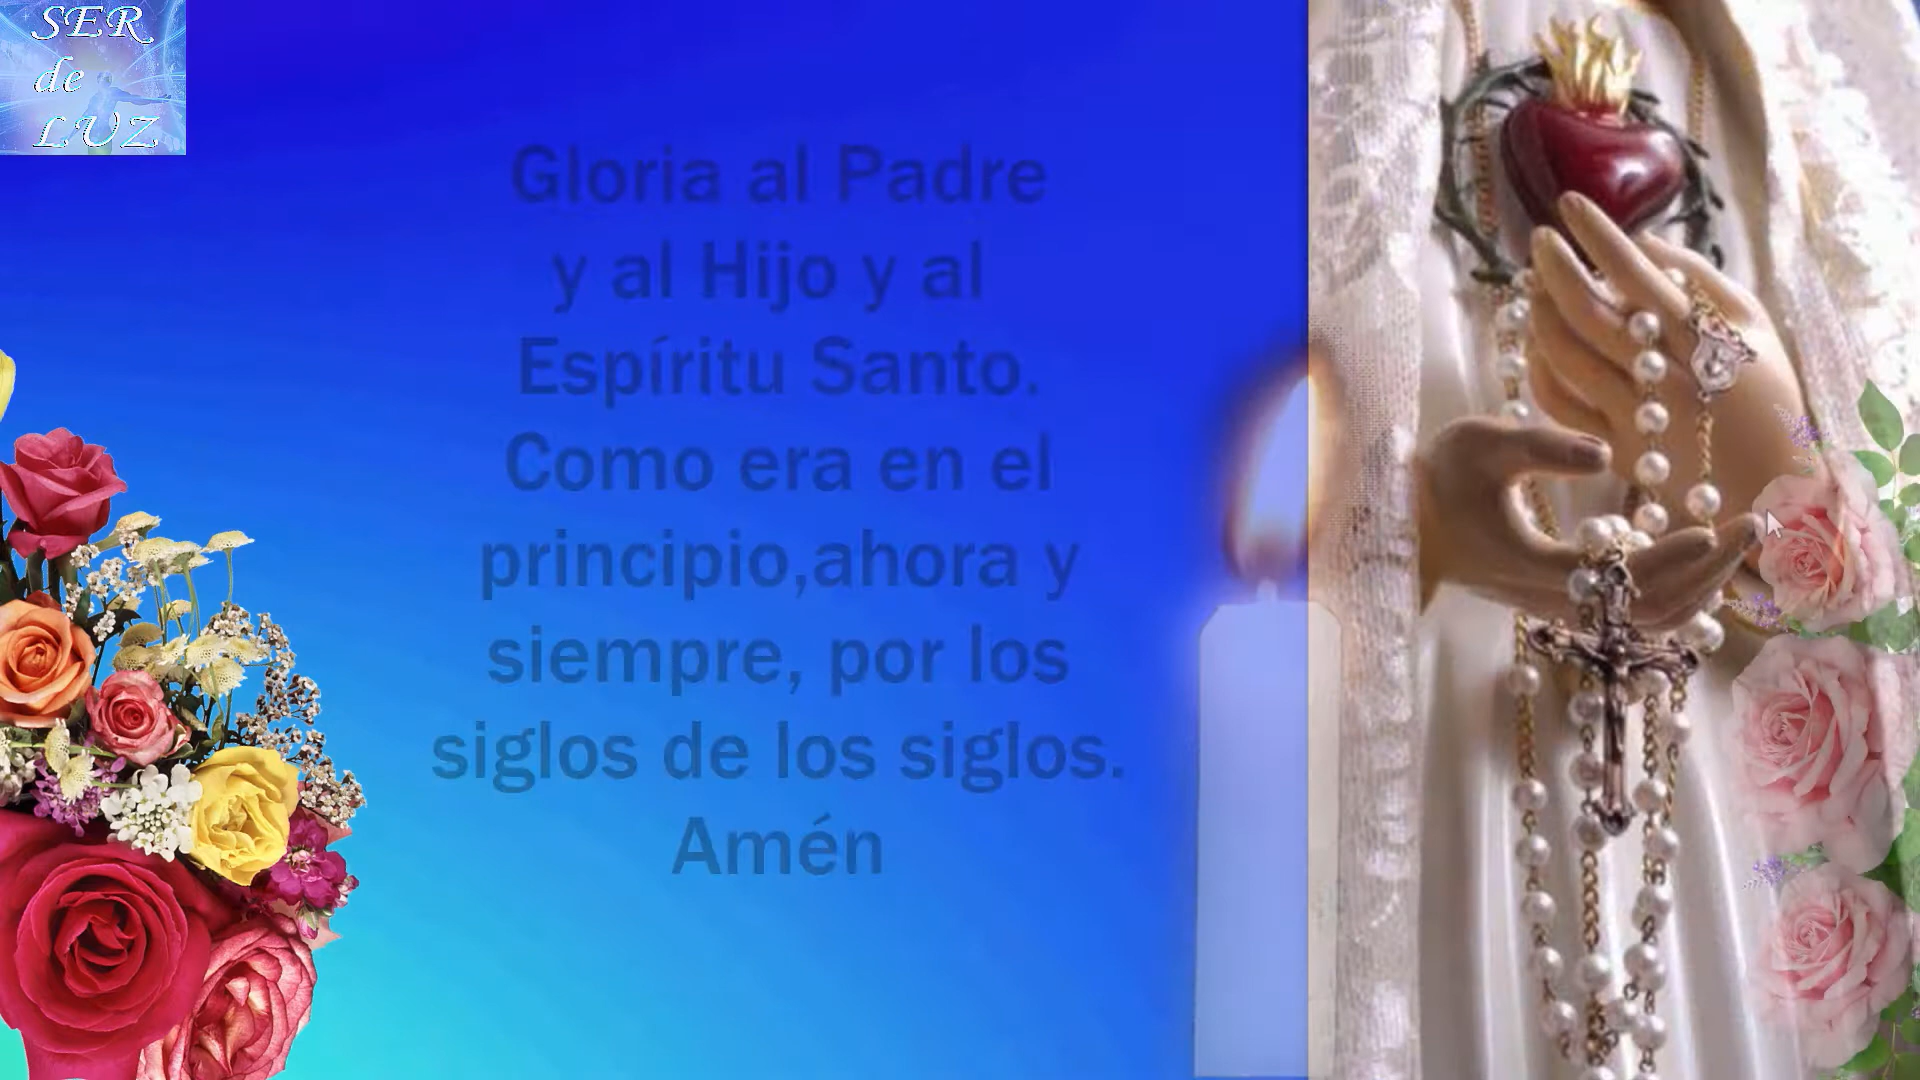 SER
de
LUZ
Gloria al Padre
y al Hijo y al
Espíritu Santo.
Como era en el
principio,ahora y
siempre, por los
siglos de los siglos.
Amén